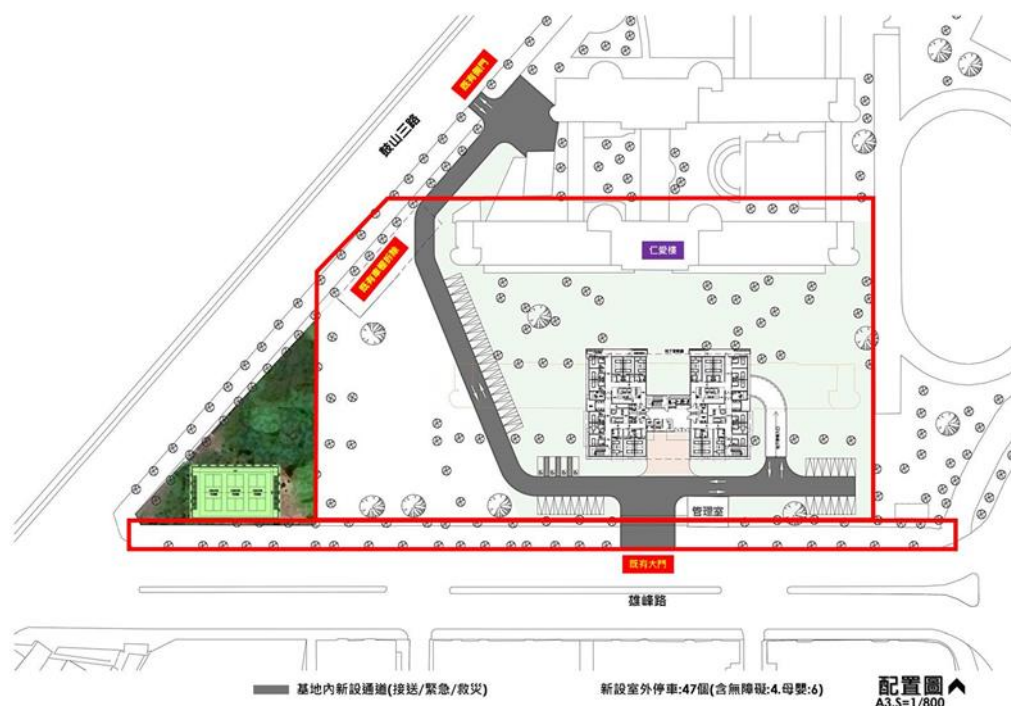 既有側門
鼓山三路
既有車棚拆除
仁愛樓
管理室
既有大門
雄峰路
基地內新設通道(接送/緊急/救災)
新設室外停車:47個(含無障礙:4.母嬰:6)
配置圖
A3.S=1/800